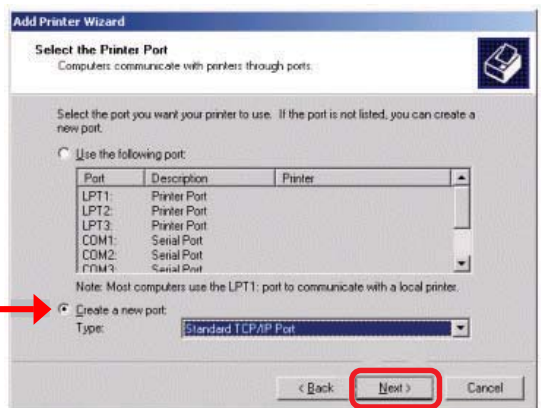 Add Printer Wizard
Select the Printer Port
Computers communicate with printers through ports.
Select the port you want your printer to use. If the port is not listed, you can create a
new port.
Use the following port:
Port Description Printer
LPT1: Printer Port
LPT2: Printer Port
LPT3: Printer Port
COM1: Serial Port
COM2: Serial Port
COM3: Serial Port
Note: Most computers use the LPT1: port to communicate with a local printer.
Create a new port:
Type: Standard TCP/IP Port
< Back Next > Cancel